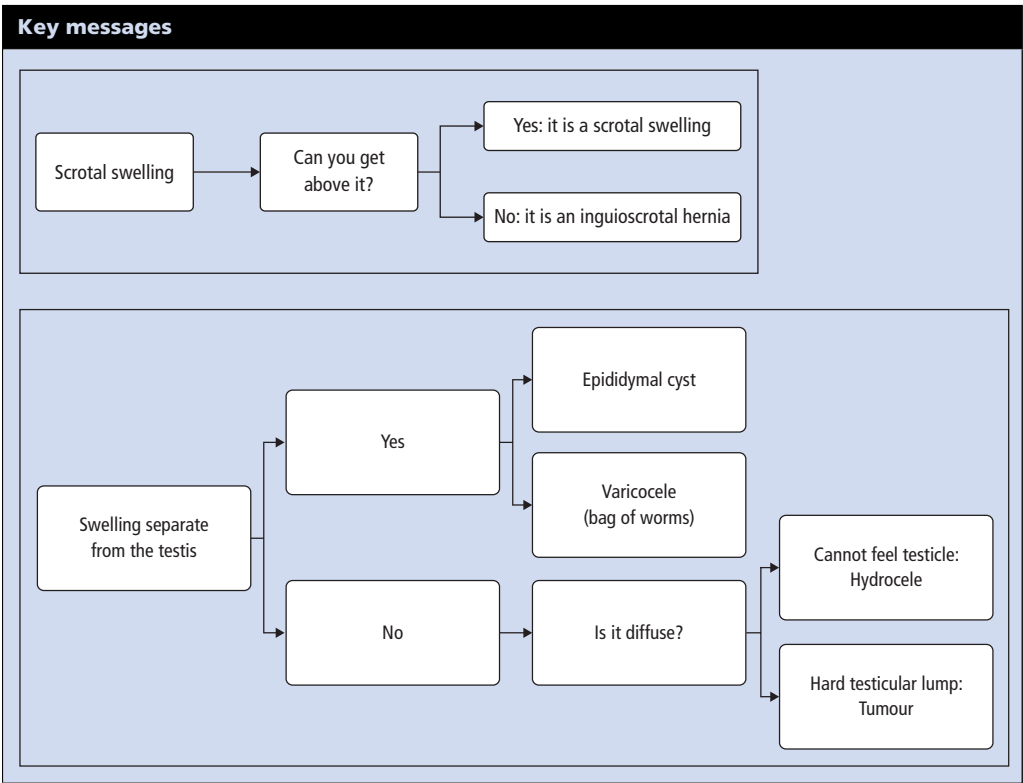 Key messages
Scrotal swelling
Can you get
above it?
Yes: it is a scrotal swelling
No: it is an inguioscrotal hernia
Swelling separate
from the testis
Yes
Epididymal cyst
Varicocele
(bag of worms)
No
Is it diffuse?
Cannot feel testicle:
Hydrocele
Hard testicular lump:
Tumour